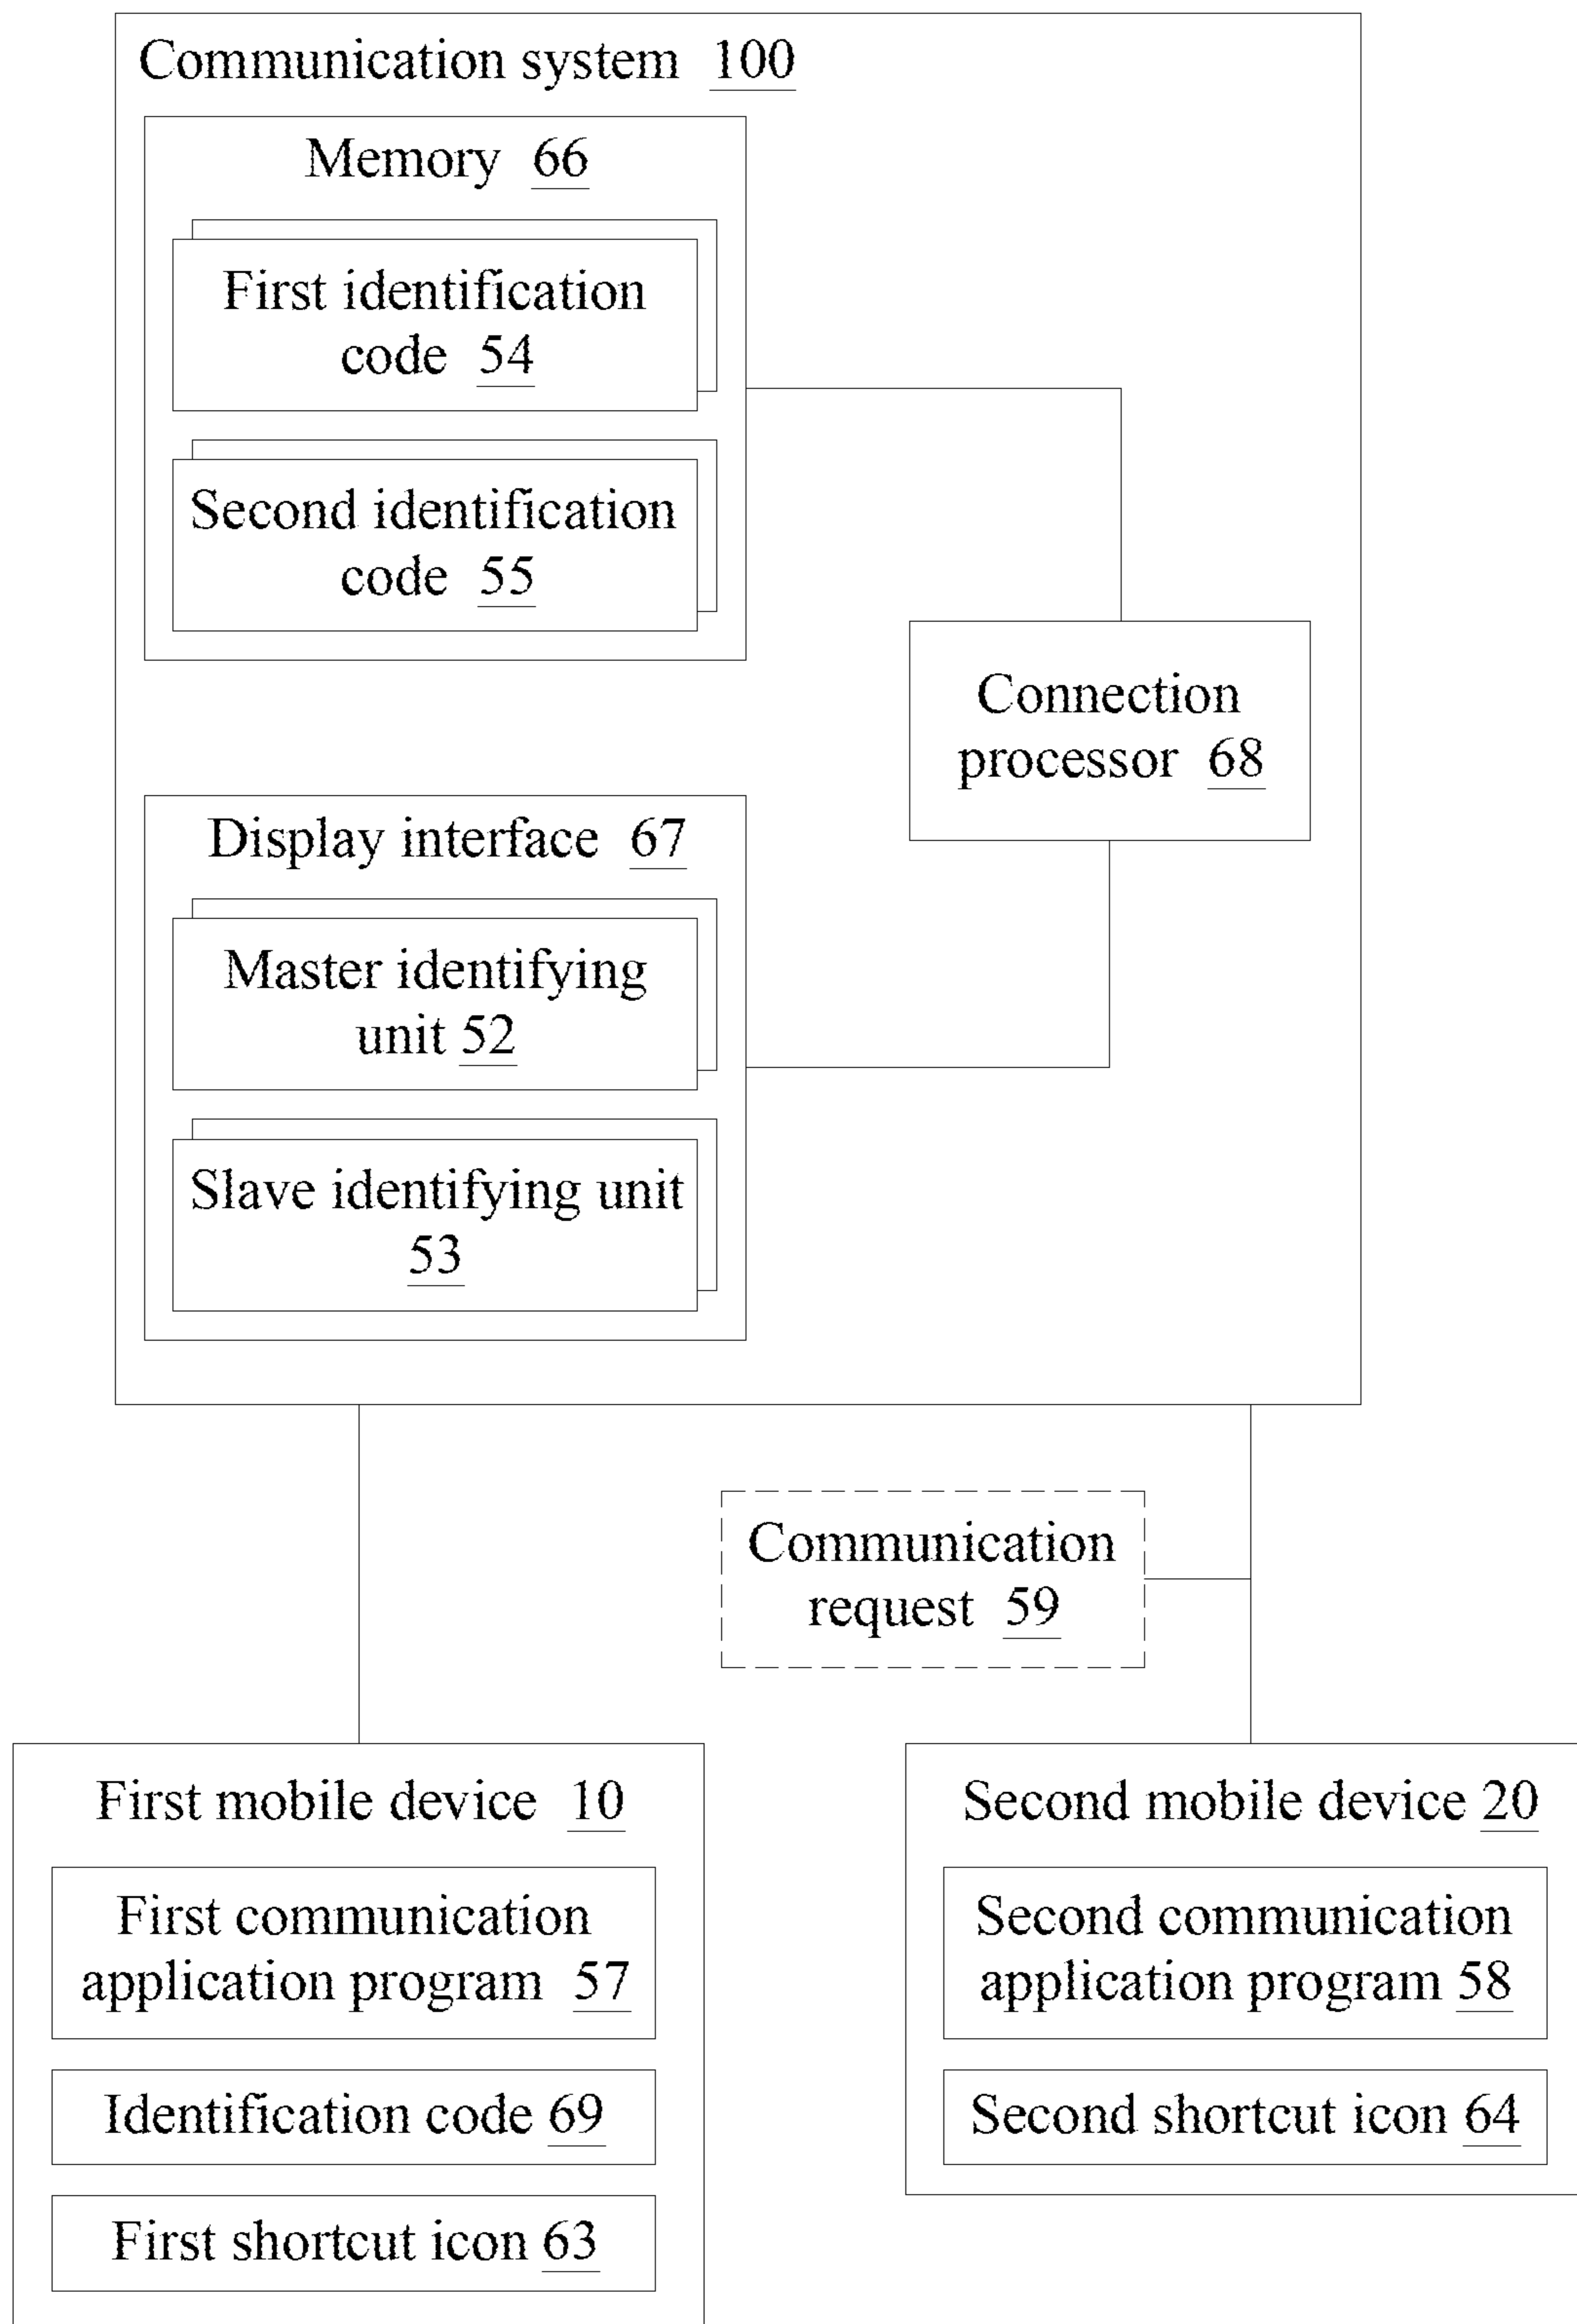 Communication system 100
Memory 66
First identification
code 54
Second identification
code 55
Connection
processor 68
Display interface 67
Master identifying
unit 52
Slave identifying unit
53
Communication
request 59
First mobile device 10
First communication
application program 57
Identification code 69
First shortcut icon 63
Second mobile device 20
Second communication
application program 58
Second shortcut icon 64